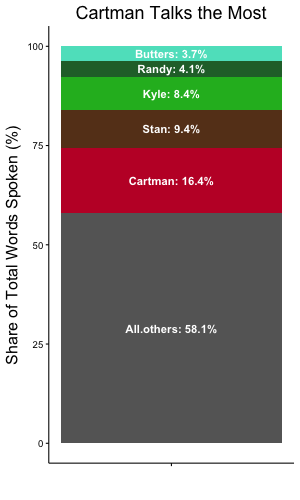 Cartman Talks the Most
Share of Total Words Spoken (%)
100
75
50
25
0
Butters: 3.7%
Randy: 4.1%
Kyle: 8.4%
Stan: 9.4%
Cartman: 16.4%
All.others: 58.1%